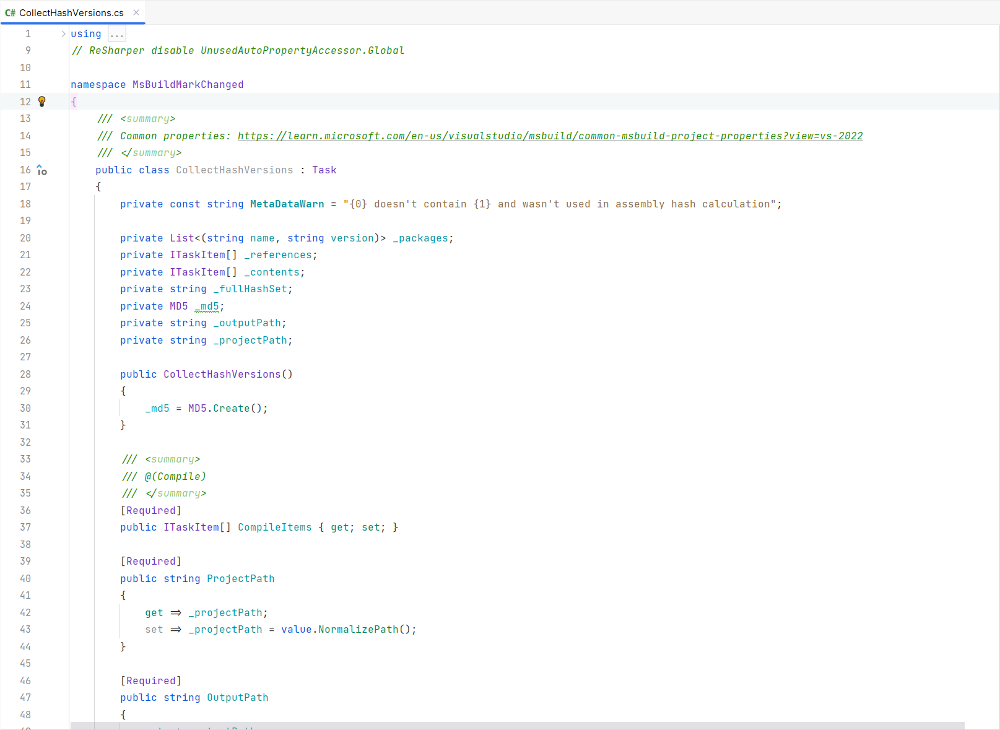 C# CollectHashVersions.cs ×
1 > using ...
9 // ReSharper disable UnusedAutoPropertyAccessor.Global
10
11 namespace MsBuildMarkChanged
12 {
13 /// <summary>
14 /// Common properties: https://learn.microsoft.com/en-us/visualstudio/msbuild/common-msbuild-project-properties?view=vs-2022
15 /// </summary>
16 public class CollectHashVersions : Task
17 {
18 private const string MetaDataWarn = "{0} doesn't contain {1} and wasn't used in assembly hash calculation";
19
20 private List<(string name, string version)> _packages;
21 private ITaskItem[] _references;
22 private ITaskItem[] _contents;
23 private string _fullHashSet;
24 private MD5 _md5;
25 private string _outputPath;
26 private string _projectPath;
27
28 public CollectHashVersions()
29 {
30 _md5 = MD5.Create();
31 }
32
33 /// <summary>
34 /// @(Compile)
35 /// </summary>
36 [Required]
37 public ITaskItem[] CompileItems { get; set; }
38
39 [Required]
40 public string ProjectPath
41 {
42 get => _projectPath;
43 set => _projectPath = value.NormalizePath();
44 }
45
46 [Required]
47 public string OutputPath
48 {